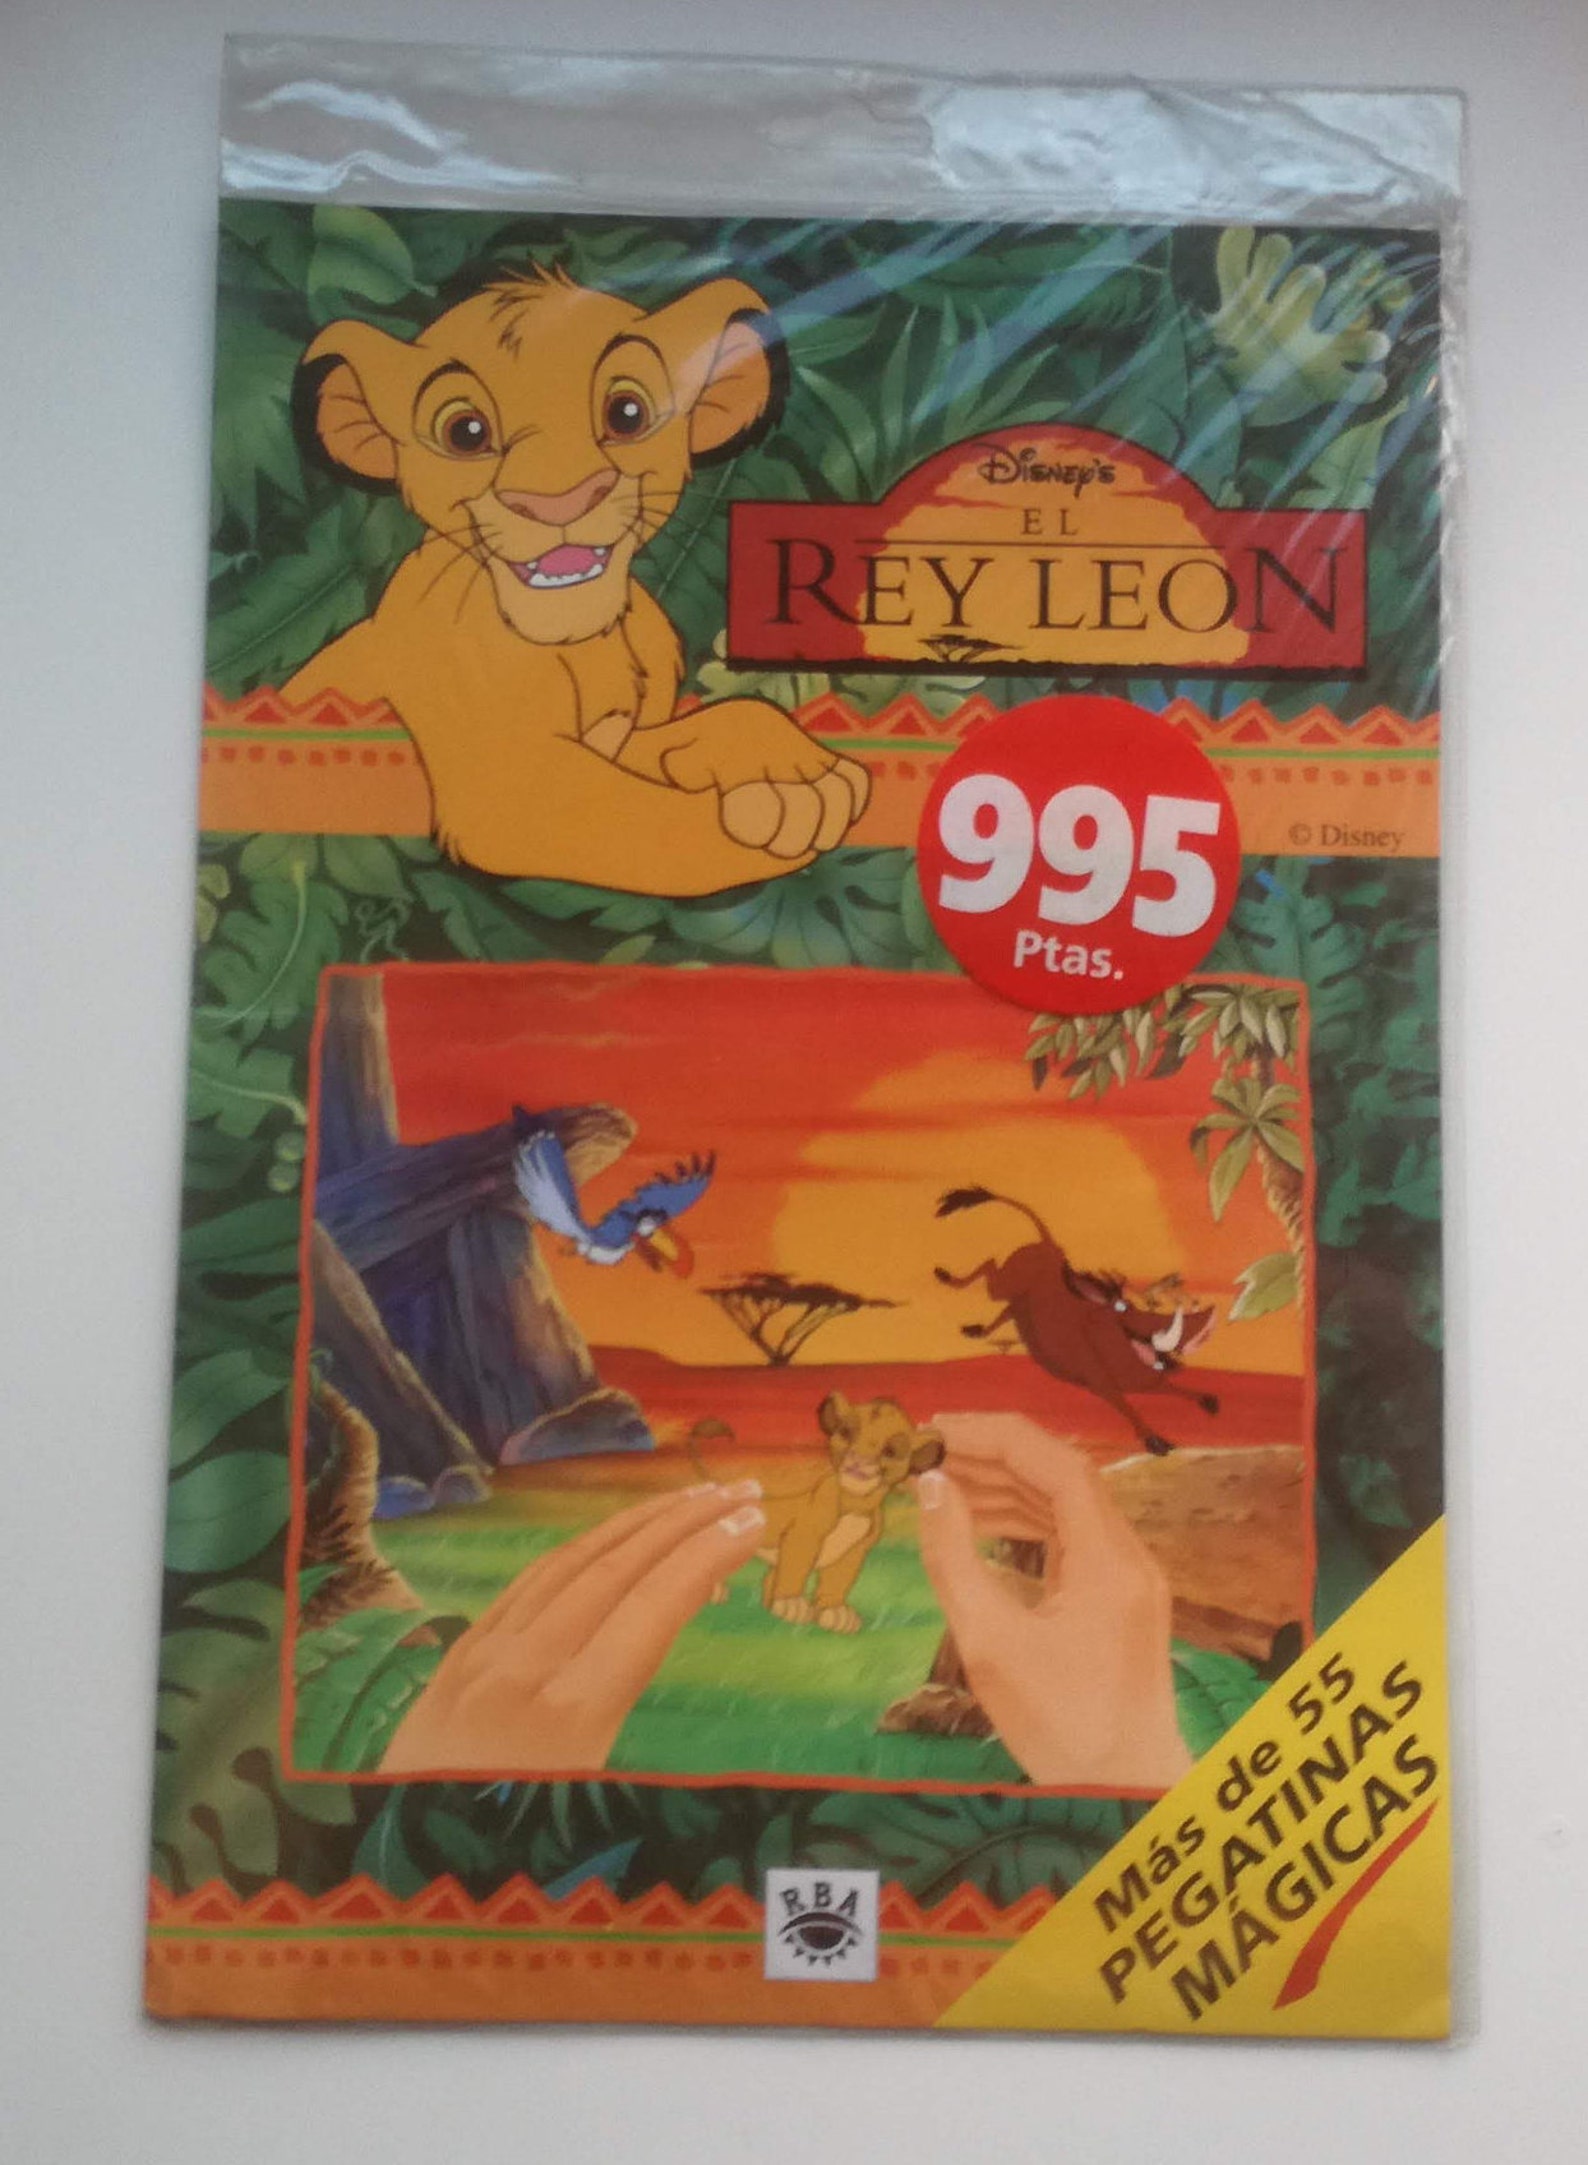 Disney's
EL
REY LEON
995
Ptas.
© Disney
Más de 55
PEGATINAS
MÁGICAS
RBA